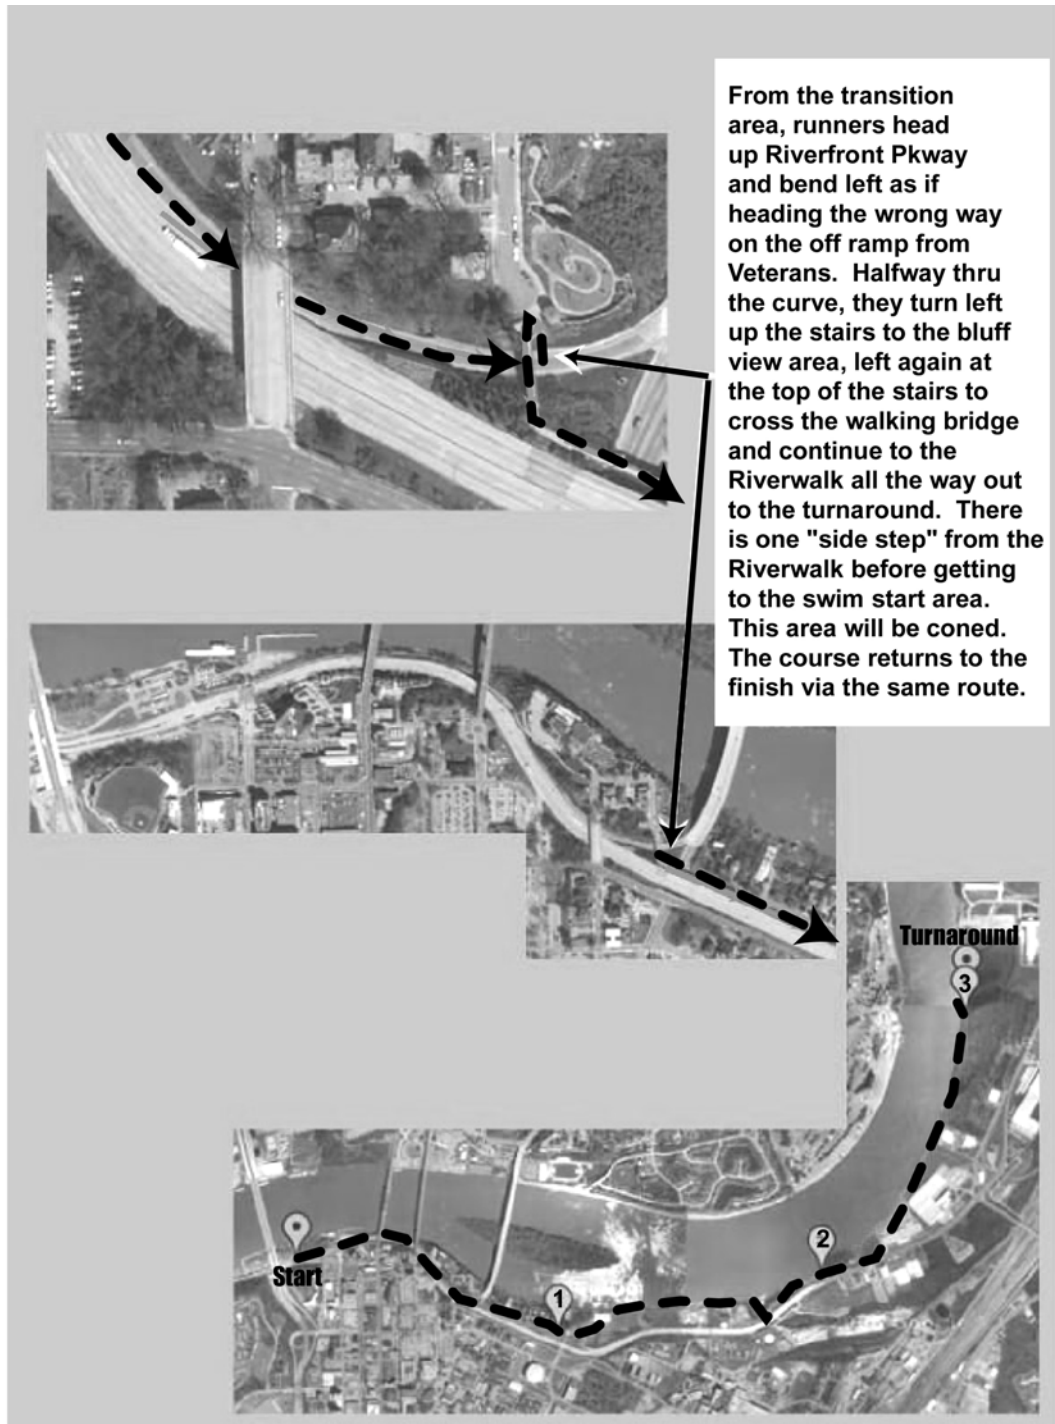 From the transition
area, runners head
up Riverfront Pkway
and bend left as if
heading the wrong way
on the off ramp from
Veterans.  Halfway thru
the curve, they turn left
up the stairs to the bluff
view area, left again at
the top of the stairs to
cross the walking bridge
and continue to the
Riverwalk all the way out
to the turnaround.  There
is one "side step" from the
Riverwalk before getting
to the swim start area.
This area will be coned.
The course returns to the
finish via the same route.
Turnaround
3
2
Start
1